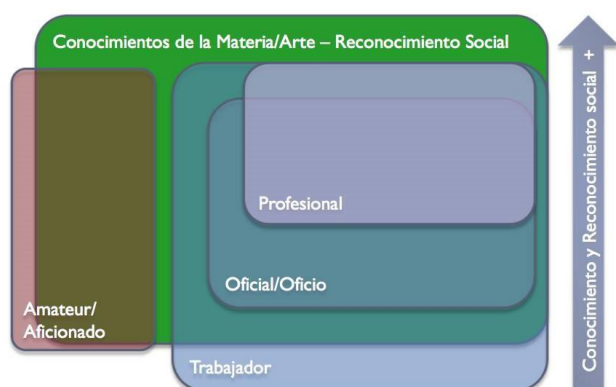 Conocimientos de la Materia/Arte – Reconocimiento Social
Profesional
Oficial/Oficio
Amateur/
Aficionado
Trabajador
Conocimiento y Reconocimiento social +